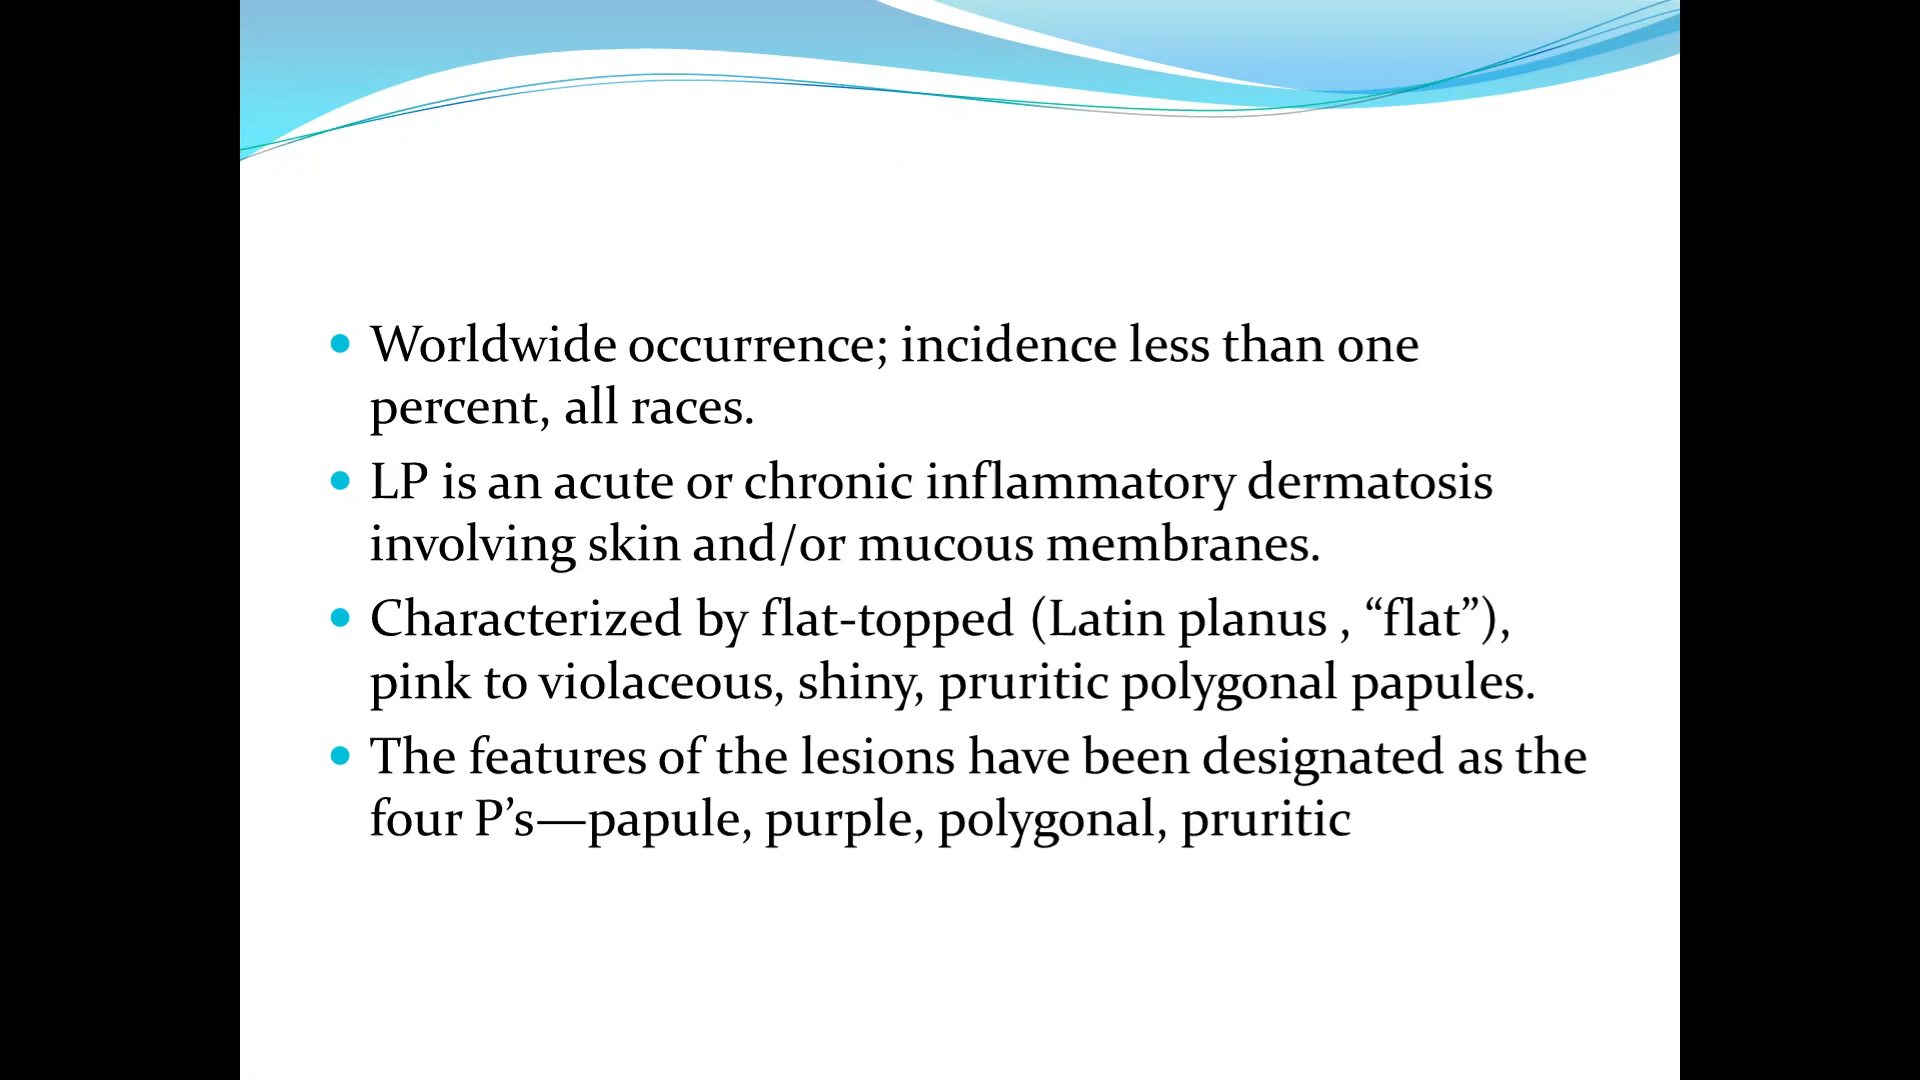 Worldwide occurrence; incidence less than one
percent, all races.
LP is an acute or chronic inflammatory dermatosis
involving skin and/or mucous membranes.
Characterized by flat-topped (Latin planus , “flat”),
pink to violaceous, shiny, pruritic polygonal papules.
The features of the lesions have been designated as the
four P’s—papule, purple, polygonal, pruritic